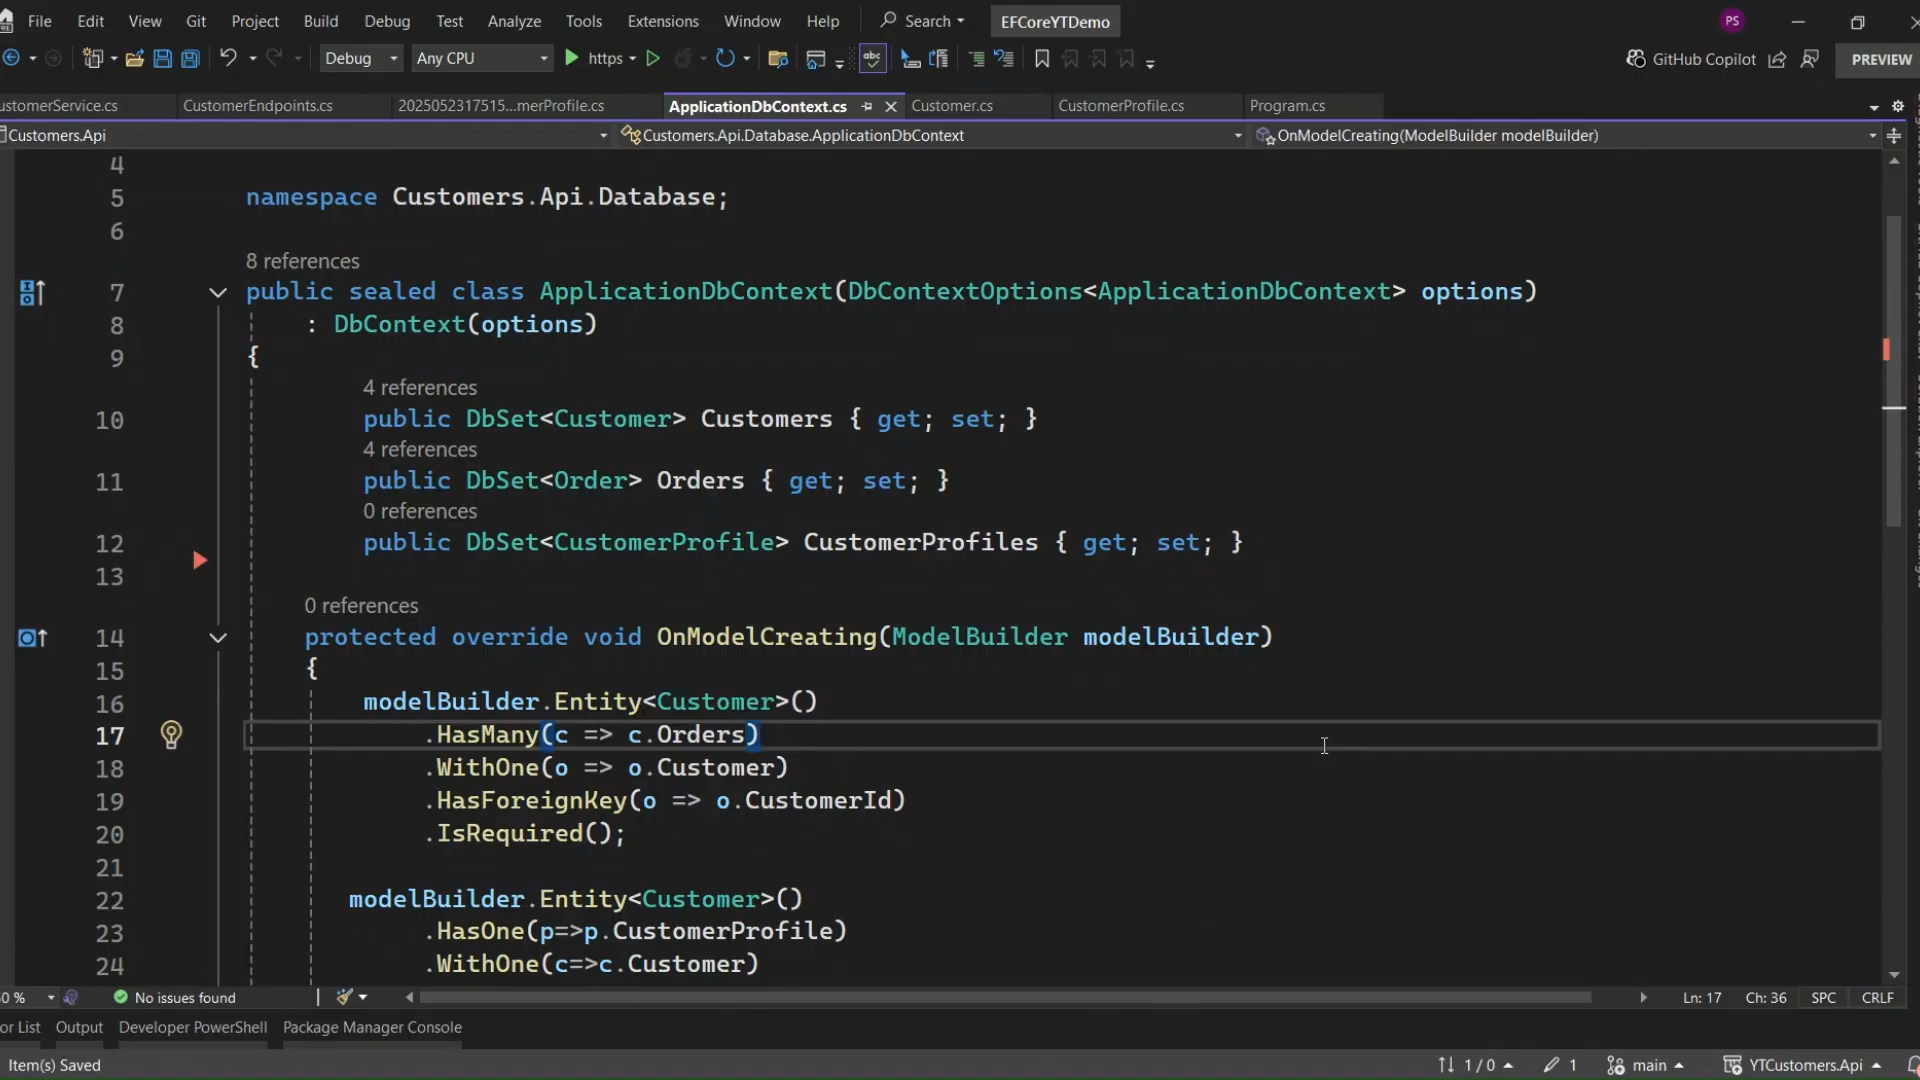 File Edit View Git Project Build Debug Test Analyze Tools Extensions Window Help Search EFCoreYTDemo PS
Debug Any CPU https abc GitHub Copilot PREVIEW
ustomerService.cs CustomerEndpoints.cs 2025052317515...merProfile.cs ApplicationDbContext.cs Customer.cs CustomerProfile.cs Program.cs
Customers.Api Customers.Api.Database.ApplicationDbContext OnModelCreating(ModelBuilder modelBuilder)
4
5 namespace Customers.Api.Database;
6
8 references
7 public sealed class ApplicationDbContext(DbContextOptions<ApplicationDbContext> options)
8 : DbContext(options)
9 {
4 references
10 public DbSet<Customer> Customers { get; set; }
4 references
11 public DbSet<Order> Orders { get; set; }
0 references
12 public DbSet<CustomerProfile> CustomerProfiles { get; set; }
13
0 references
14 protected override void OnModelCreating(ModelBuilder modelBuilder)
15 {
16 modelBuilder.Entity<Customer>()
17 .HasMany(c => c.Orders)
18 .WithOne(o => o.Customer)
19 .HasForeignKey(o => o.CustomerId)
20 .IsRequired();
21
22 modelBuilder.Entity<Customer>()
23 .HasOne(p=>p.CustomerProfile)
24 .WithOne(c=>c.Customer)
0 % No issues found Ln: 17 Ch: 36 SPC CRLF
or List Output Developer PowerShell Package Manager Console
Item(s) Saved 1 / 0 1 main YTCustomers.Api